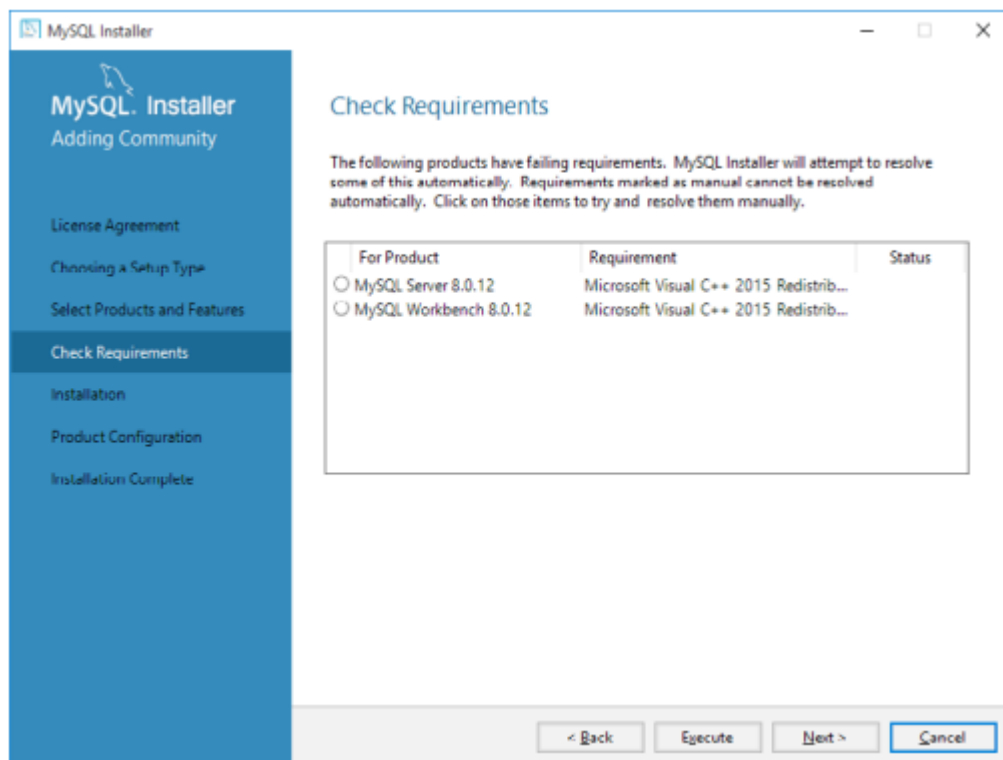 MySQL Installer
MySQL. Installer
Adding Community
License Agreement
Choosing a Setup Type
Select Products and Features
Check Requirements
Installation
Product Configuration
Installation Complete
Check Requirements
The following products have failing requirements. MySQL Installer will attempt to resolve
some of this automatically. Requirements marked as manual cannot be resolved
automatically. Click on those items to try and resolve them manually.
For Product Requirement Status
MySQL Server 8.0.12 Microsoft Visual C++ 2015 Redistrib...
MySQL Workbench 8.0.12 Microsoft Visual C++ 2015 Redistrib...
< Back Execute Next > Cancel